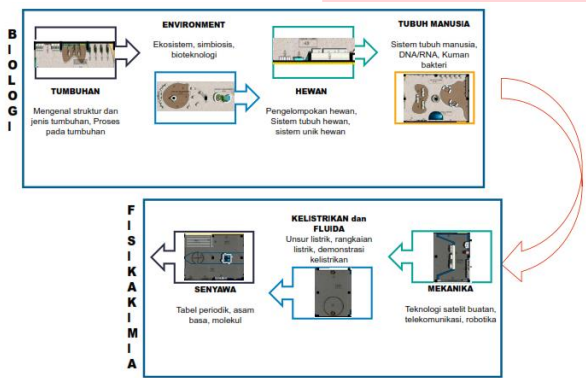 BIOLOGI
TUMBUHAN
Mengenal struktur dan
jenis tumbuhan, Proses
pada tumbuhan
ENVIRONMENT
Ekosistem, simbiosis,
bioteknologi
HEWAN
Pengelompokan hewan,
Sistem tubuh hewan,
sistem unik hewan
TUBUH MANUSIA
Sistem tubuh manusia,
DNA/RNA, Kuman
bakteri
FISIKAKIMIA
MEKANIKA
Teknologi satelit buatan,
telekomunikasi, robotika
KELISTRIKAN dan
FLUIDA
Unsur listrik, rangkaian
listrik, demonstrasi
kelistrikan
SENYAWA
Tabel periodik, asam
basa, molekul